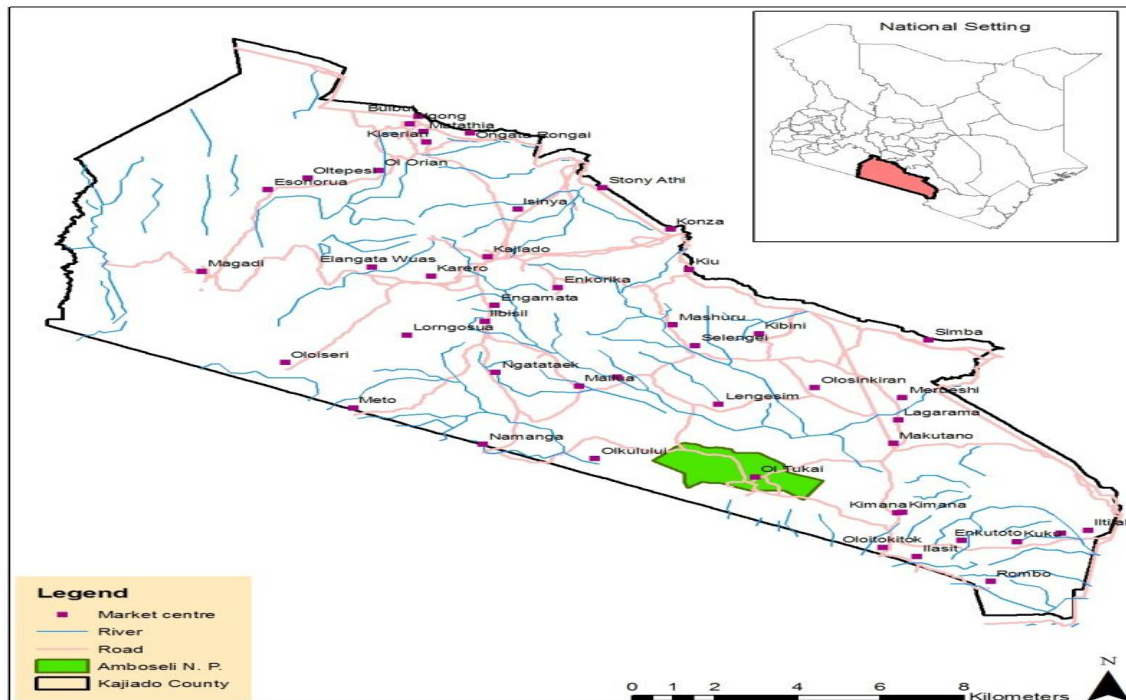 National Setting
Bulbul
Ngong
Matathia
Kiserian
Ongata Rongai
Ol Orian
Oltepesi
Esonorua
Stony Athi
Isinya
Konza
Kajiado
Elangata Wuas
Magadi
Karero
Kiu
Enkorika
Engamata
Ilbisil
Mashuru
Kibini
Lorngosua
Simba
Selengei
Oloiseri
Ngatataek
Mailua
Olosinkiran
Merueshi
Meto
Lengesim
Lagarama
Namanga
Makutano
Olkulului
Ol Tukai
Kimana
Kimana
Enkutoto
Kuku
Iltilal
Oloitokitok
Ilasit
Rombo
Legend
Market centre
River
Road
Amboseli N. P.
Kajiado County
N
0 1 2 4 6 8
Kilometers